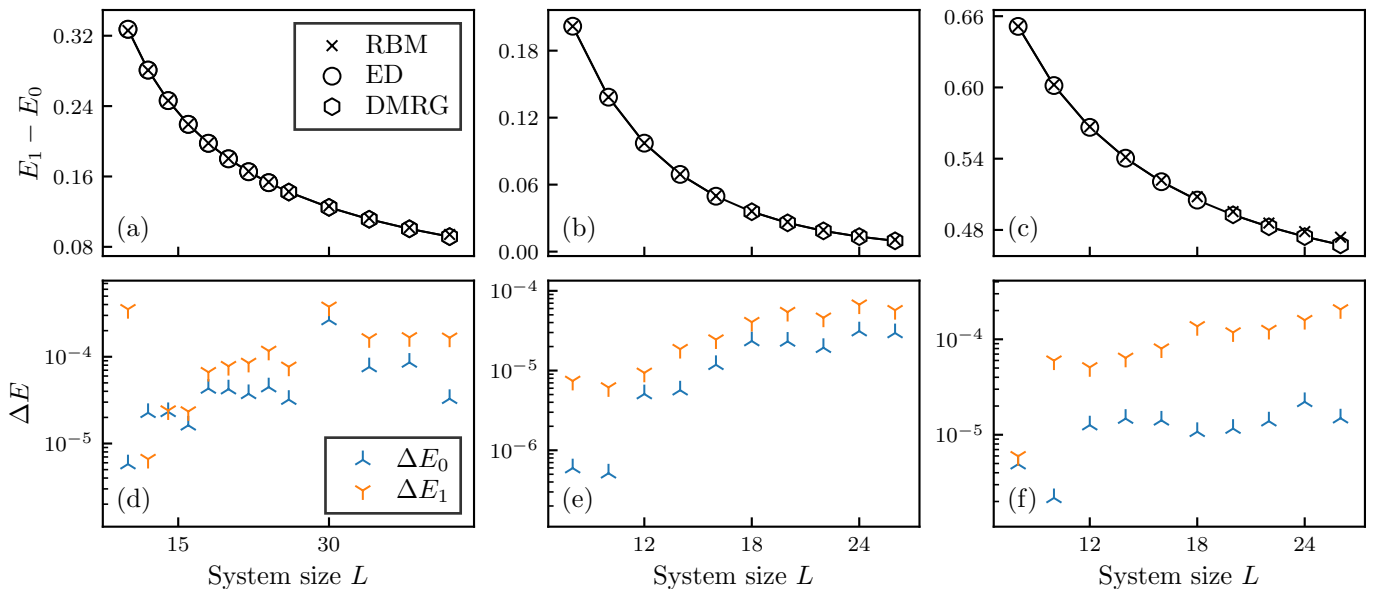 E₁ − E₀
0.32
0.24
0.16
0.08
RBM
ED
DMRG
(a)
0.18
0.12
0.06
0.00
(b)
0.66
0.60
0.54
0.48
(c)
ΔE
10⁻⁴
10⁻⁵
ΔE₀
ΔE₁
(d)
15 30
System size L
10⁻⁴
10⁻⁵
10⁻⁶
(e)
12 18 24
System size L
10⁻⁴
10⁻⁵
(f)
12 18 24
System size L